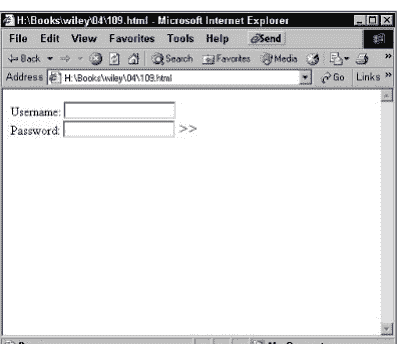 H:\Books\wiley\04\109.html - Microsoft Internet Explorer
File Edit View Favorites Tools Help Send
Back Search Favorites Media »
Address H:\Books\wiley\04\109.html Go Links »
Username:
Password: >>